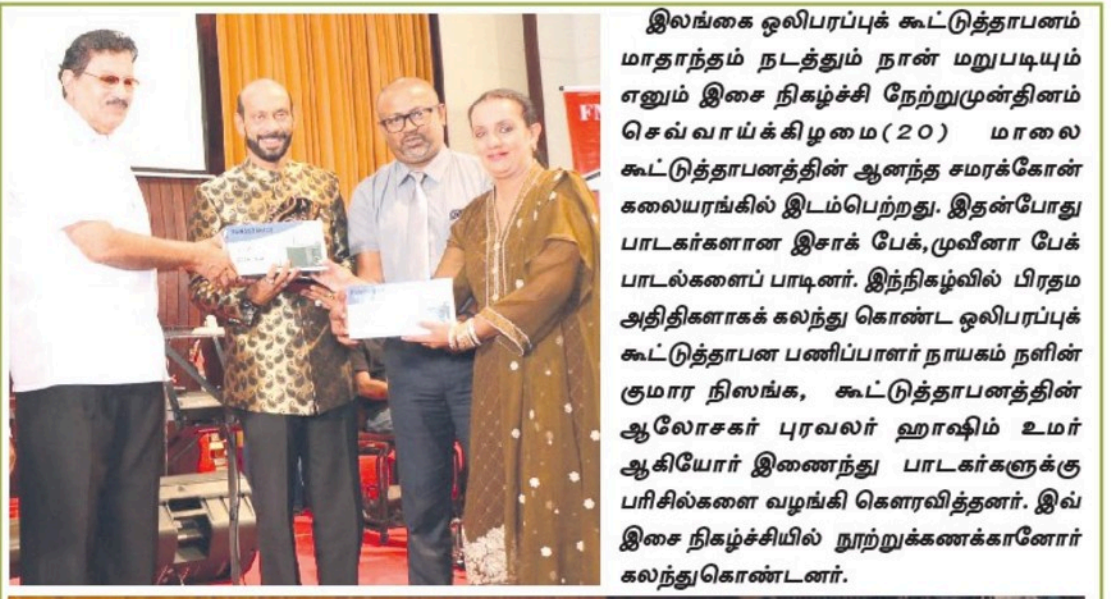 இலங்கை ஒலிபரப்புக் கூட்டுத்தாபனம்
மாதாந்தம் நடத்தும் நான் மறுபடியும்
எனும் இசை நிகழ்ச்சி நேற்றுமுன்தினம்
செவ்வாய்க்கிழமை(20) மாலை
கூட்டுத்தாபனத்தின் ஆனந்த சமரக்கோன்
கலையரங்கில் இடம்பெற்றது. இதன்போது
பாடகர்களான இசாக் பேக்,முவீனா பேக்
பாடல்களைப் பாடினர். இந்நிகழ்வில் பிரதம
அதிதிகளாகக் கலந்து கொண்ட ஒலிபரப்புக்
கூட்டுத்தாபன பணிப்பாளர் நாயகம் நளின்
குமார நிஸங்க, கூட்டுத்தாபனத்தின்
ஆலோசகர் புரவலர் ஹாஷிம் உமர்
ஆகியோர் இணைந்து பாடகர்களுக்கு
பரிசில்களை வழங்கி கௌரவித்தனர். இவ்
இசை நிகழ்ச்சியில் நூற்றுக்கணக்கானோர்
கலந்துகொண்டனர்.